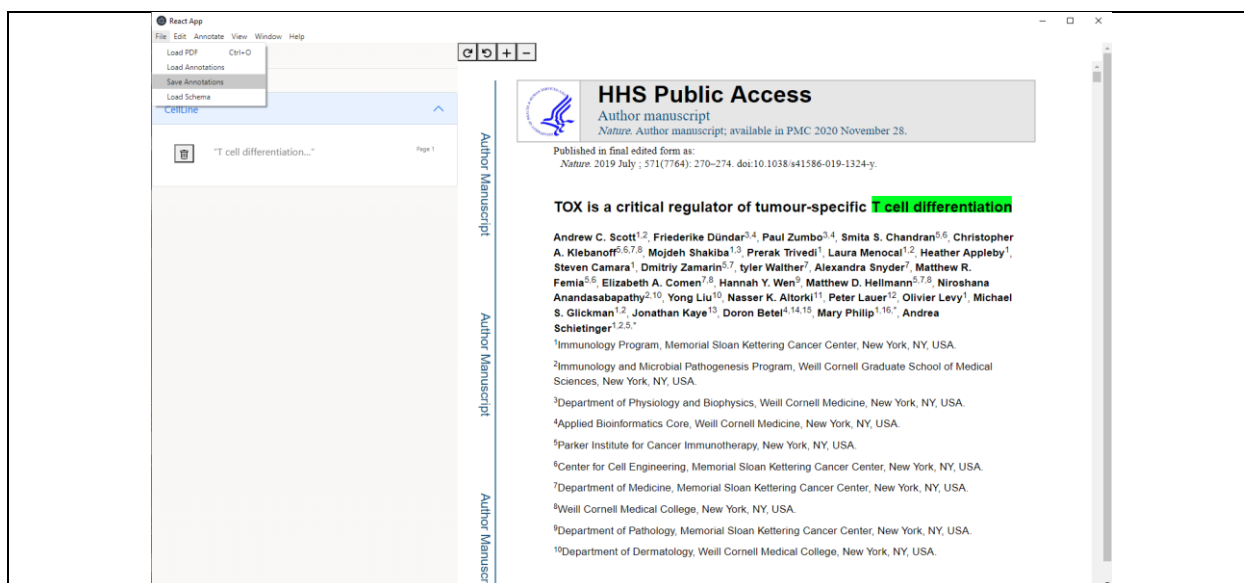 React App
File Edit Annotate View Window Help
Load PDF Ctrl+O
Load Annotations
Save Annotations
Load Schema
CellLine
"T cell differentiation..." Page 1
HHS Public Access
Author manuscript
Nature. Author manuscript; available in PMC 2020 November 28.
Published in final edited form as:
Nature. 2019 July ; 571(7764): 270–274. doi:10.1038/s41586-019-1324-y.
TOX is a critical regulator of tumour-specific T cell differentiation
Andrew C. Scott1,2, Friederike Dündar3,4, Paul Zumbo3,4, Smita S. Chandran5,6, Christopher
A. Klebanoff5,6,7,8, Mojdeh Shakiba1,3, Prerak Trivedi1, Laura Menocal1,2, Heather Appleby1,
Steven Camara1, Dmitriy Zamarin5,7, tyler Walther7, Alexandra Snyder7, Matthew R.
Femia5,6, Elizabeth A. Comen7,8, Hannah Y. Wen9, Matthew D. Hellmann5,7,8, Niroshana
Anandasabapathy2,10, Yong Liu10, Nasser K. Altorki11, Peter Lauer12, Olivier Levy1, Michael
S. Glickman1,2, Jonathan Kaye13, Doron Betel4,14,15, Mary Philip1,16,*, Andrea
Schietinger1,2,5,*
1Immunology Program, Memorial Sloan Kettering Cancer Center, New York, NY, USA.
2Immunology and Microbial Pathogenesis Program, Weill Cornell Graduate School of Medical
Sciences, New York, NY, USA.
3Department of Physiology and Biophysics, Weill Cornell Medicine, New York, NY, USA.
4Applied Bioinformatics Core, Weill Cornell Medicine, New York, NY, USA.
5Parker Institute for Cancer Immunotherapy, New York, NY, USA.
6Center for Cell Engineering, Memorial Sloan Kettering Cancer Center, New York, NY, USA.
7Department of Medicine, Memorial Sloan Kettering Cancer Center, New York, NY, USA.
8Weill Cornell Medical College, New York, NY, USA.
9Department of Pathology, Memorial Sloan Kettering Cancer Center, New York, NY, USA.
10Department of Dermatology, Weill Cornell Medical College, New York, NY, USA.
Author Manuscript
Author Manuscript
Author Manuscr